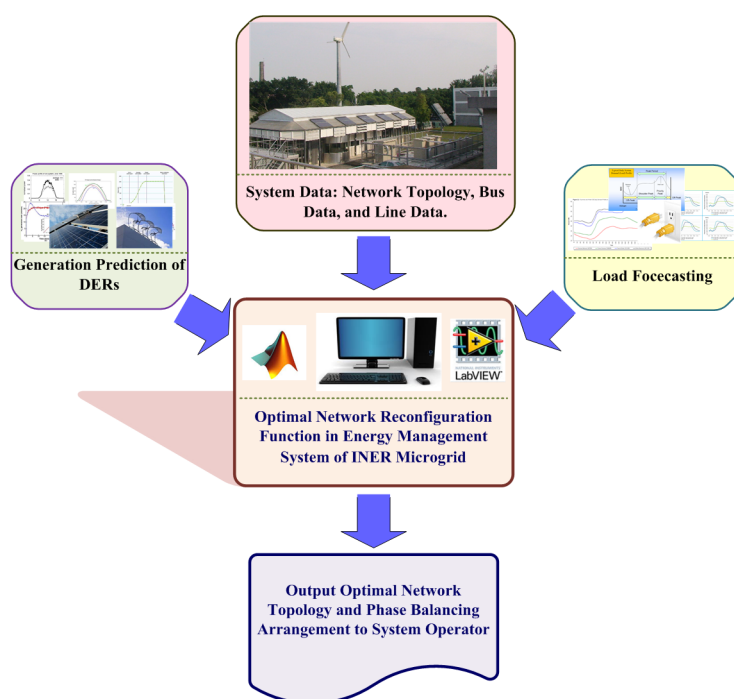 System Data: Network Topology, Bus
Data, and Line Data.
Generation Prediction of
DERs
Load Focecasting
NATIONAL INSTRUMENTS
LabVIEW
Optimal Network Reconfiguration
Function in Energy Management
System of INER Microgrid
Output Optimal Network
Topology and Phase Balancing
Arrangement to System Operator